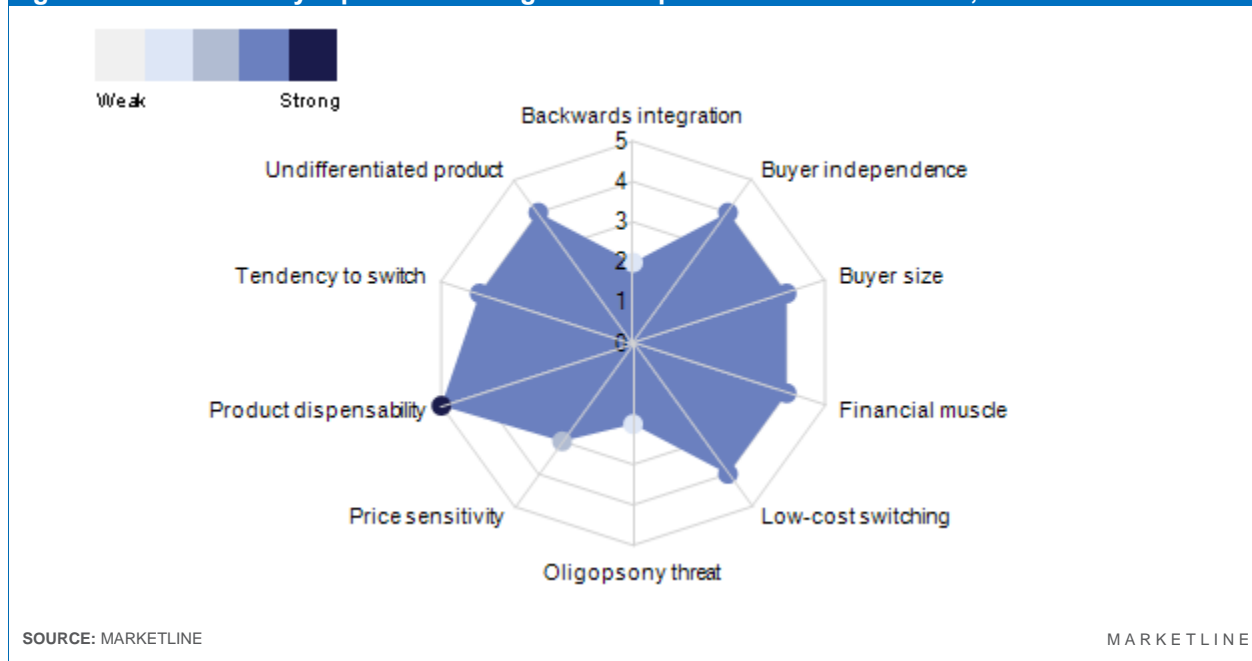 Weak Strong
Backwards integration
Undifferentiated product
Buyer independence
Tendency to switch
Buyer size
Product dispensability
Financial muscle
Price sensitivity
Low-cost switching
Oligopsony threat
5
4
3
2
1
0
SOURCE: MARKETLINE
MARKETLINE